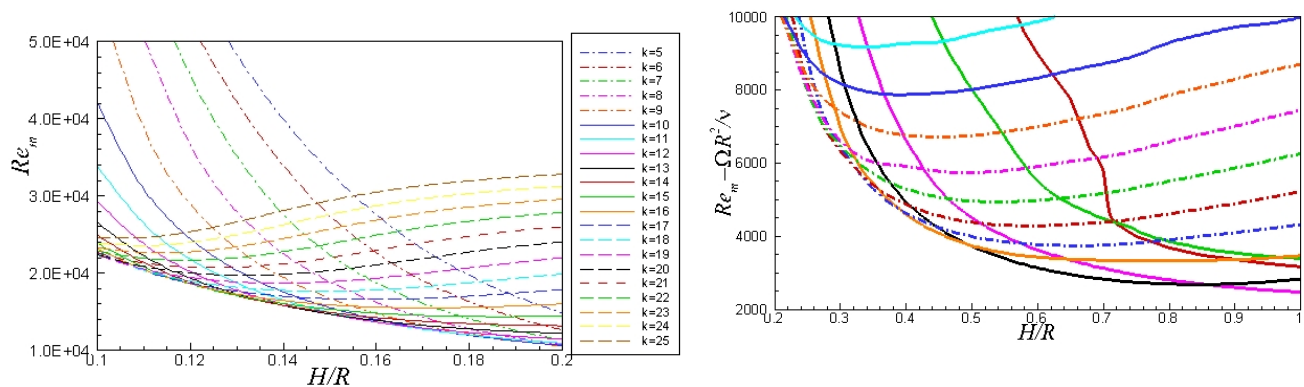 5.0E+04
4.0E+04
3.0E+04
2.0E+04
1.0E+04
Re_m
0.1
0.12
0.14
0.16
0.18
0.2
H/R
k=5
k=6
k=7
k=8
k=9
k=10
k=11
k=12
k=13
k=14
k=15
k=16
k=17
k=18
k=19
k=20
k=21
k=22
k=23
k=24
k=25
10000
8000
6000
4000
2000
Re_m–ΩR²/ν
0.2
0.3
0.4
0.5
0.6
0.7
0.8
0.9
1
H/R